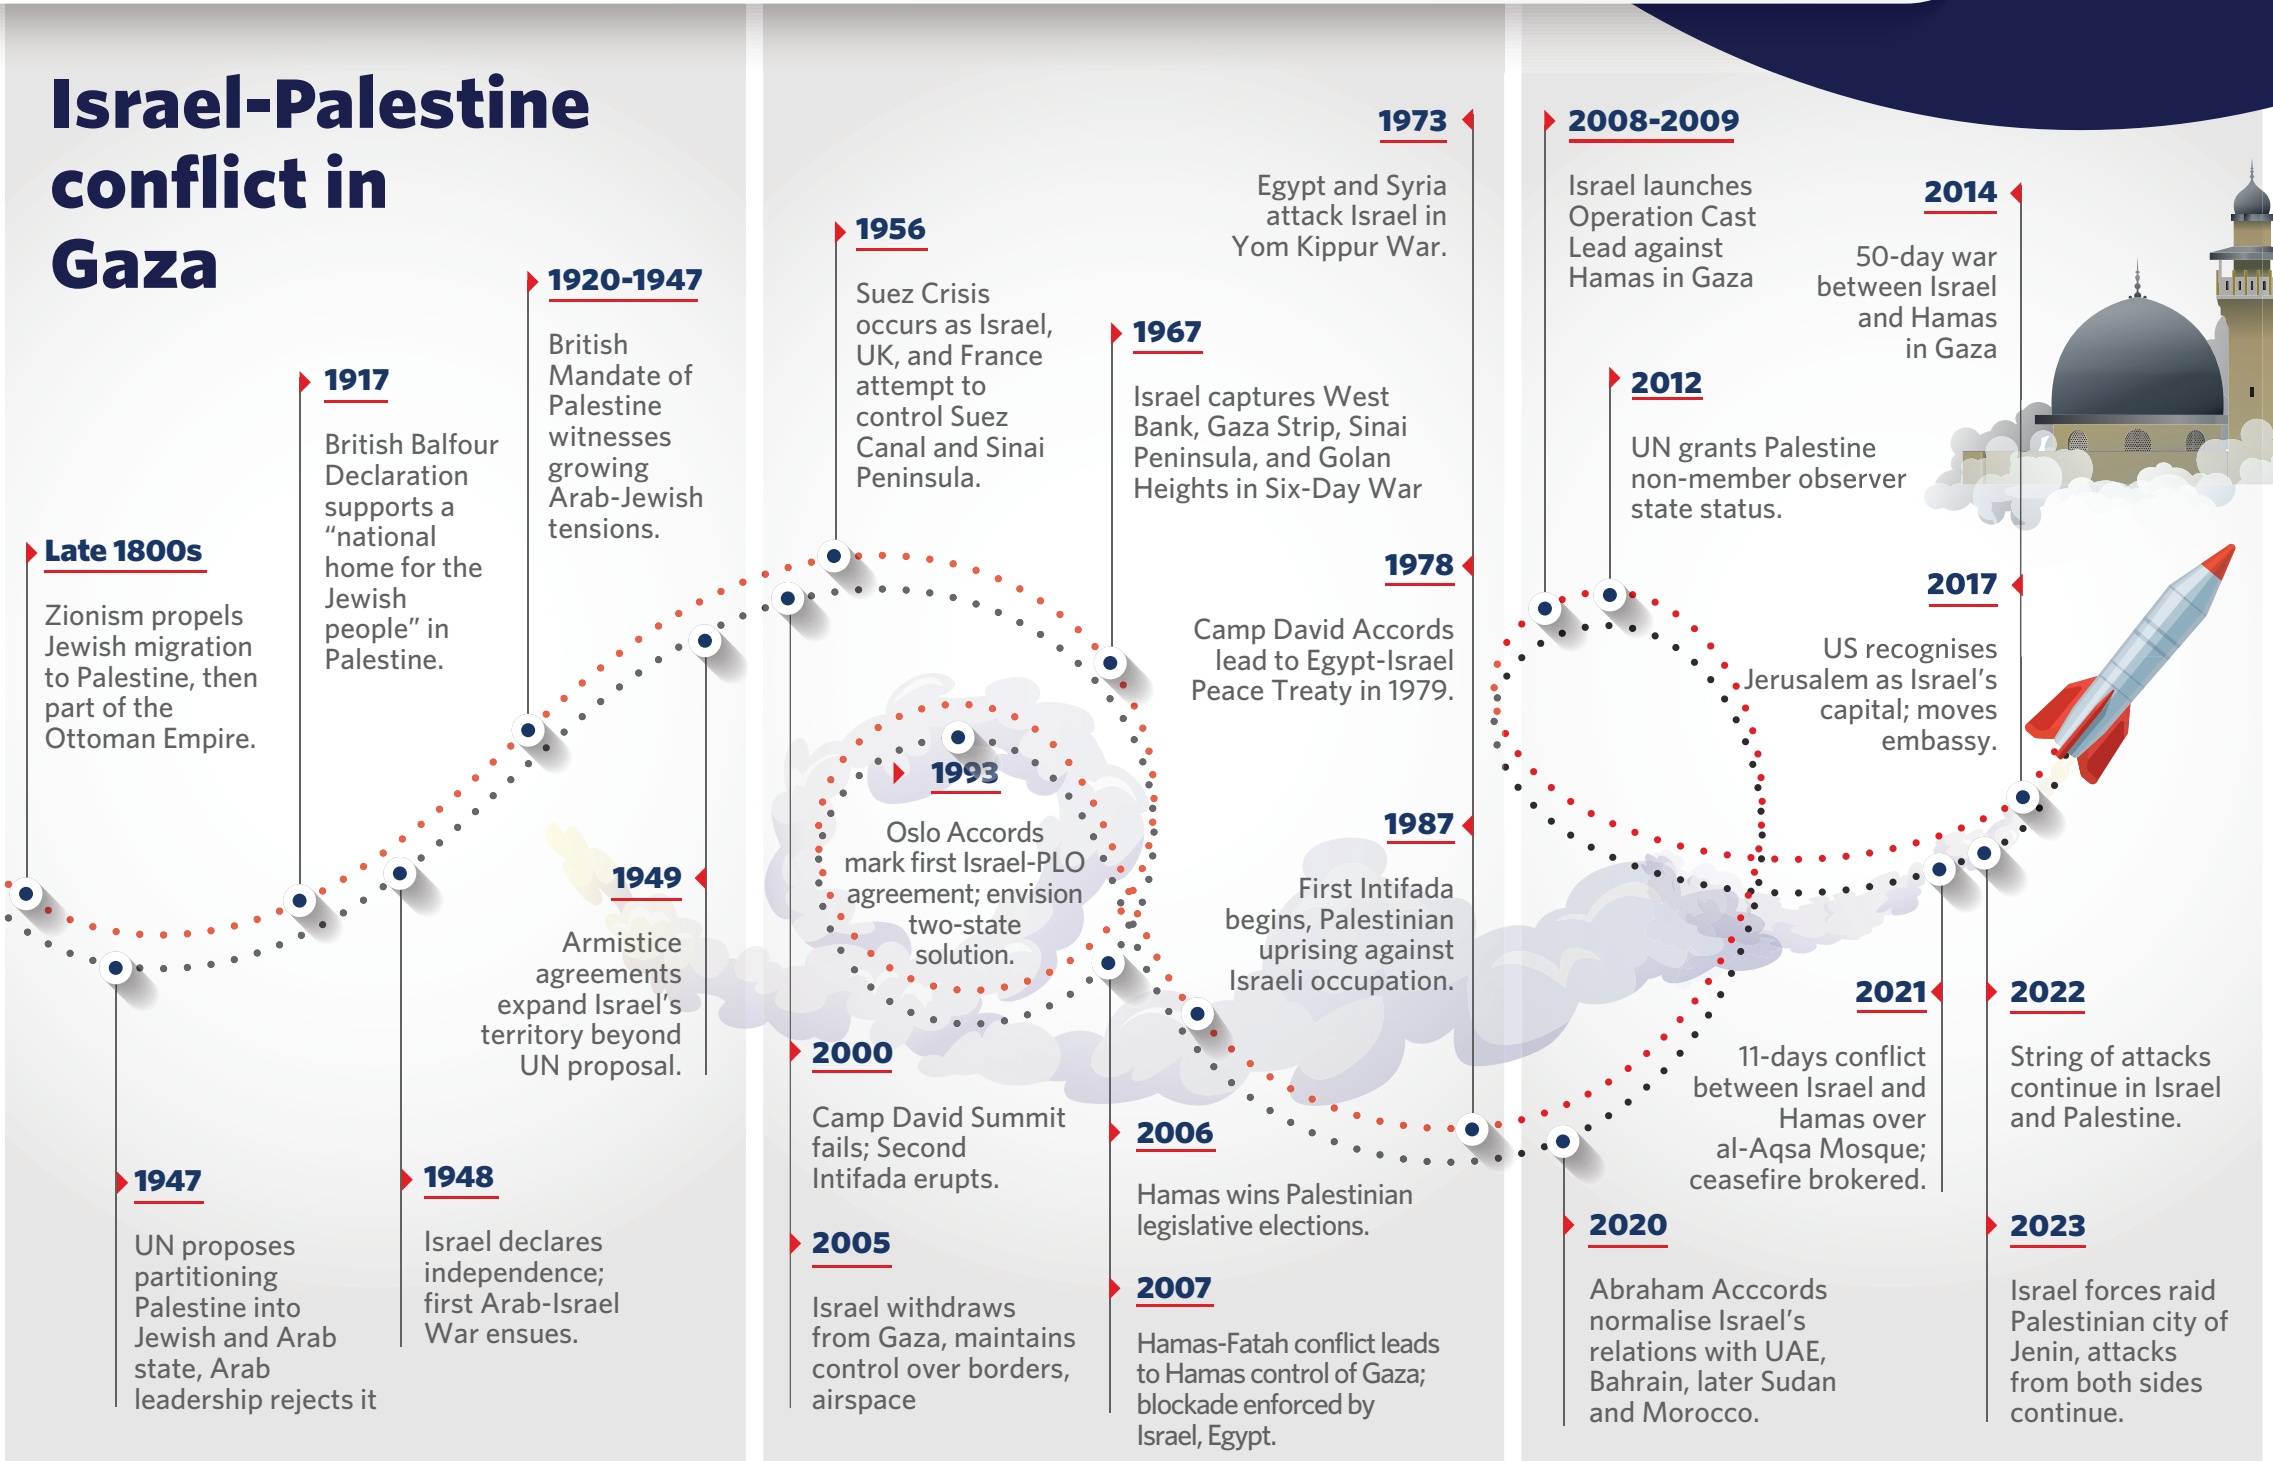 Israel-Palestine
conflict in
Gaza
Late 1800s
Zionism propels
Jewish migration
to Palestine, then
part of the
Ottoman Empire.
1917
British Balfour
Declaration
supports a
“national
home for the
Jewish
people” in
Palestine.
1920-1947
British
Mandate of
Palestine
witnesses
growing
Arab-Jewish
tensions.
1947
UN proposes
partitioning
Palestine into
Jewish and Arab
state, Arab
leadership rejects it
1948
Israel declares
independence;
first Arab-Israel
War ensues.
1949
Armistice
agreements
expand Israel’s
territory beyond
UN proposal.
1956
Suez Crisis
occurs as Israel,
UK, and France
attempt to
control Suez
Canal and Sinai
Peninsula.
1967
Israel captures West
Bank, Gaza Strip, Sinai
Peninsula, and Golan
Heights in Six-Day War
1973
Egypt and Syria
attack Israel in
Yom Kippur War.
1978
Camp David Accords
lead to Egypt-Israel
Peace Treaty in 1979.
1987
First Intifada
begins, Palestinian
uprising against
Israeli occupation.
1993
Oslo Accords
mark first Israel-PLO
agreement; envision
two-state
solution.
2000
Camp David Summit
fails; Second
Intifada erupts.
2005
Israel withdraws
from Gaza, maintains
control over borders,
airspace
2006
Hamas wins Palestinian
legislative elections.
2007
Hamas-Fatah conflict leads
to Hamas control of Gaza;
blockade enforced by
Israel, Egypt.
2008-2009
Israel launches
Operation Cast
Lead against
Hamas in Gaza
2012
UN grants Palestine
non-member observer
state status.
2014
50-day war
between Israel
and Hamas
in Gaza
2017
US recognises
Jerusalem as Israel’s
capital; moves
embassy.
2020
Abraham Acccords
normalise Israel’s
relations with UAE,
Bahrain, later Sudan
and Morocco.
2021
11-days conflict
between Israel and
Hamas over
al-Aqsa Mosque;
ceasefire brokered.
2022
String of attacks
continue in Israel
and Palestine.
2023
Israel forces raid
Palestinian city of
Jenin, attacks
from both sides
continue.